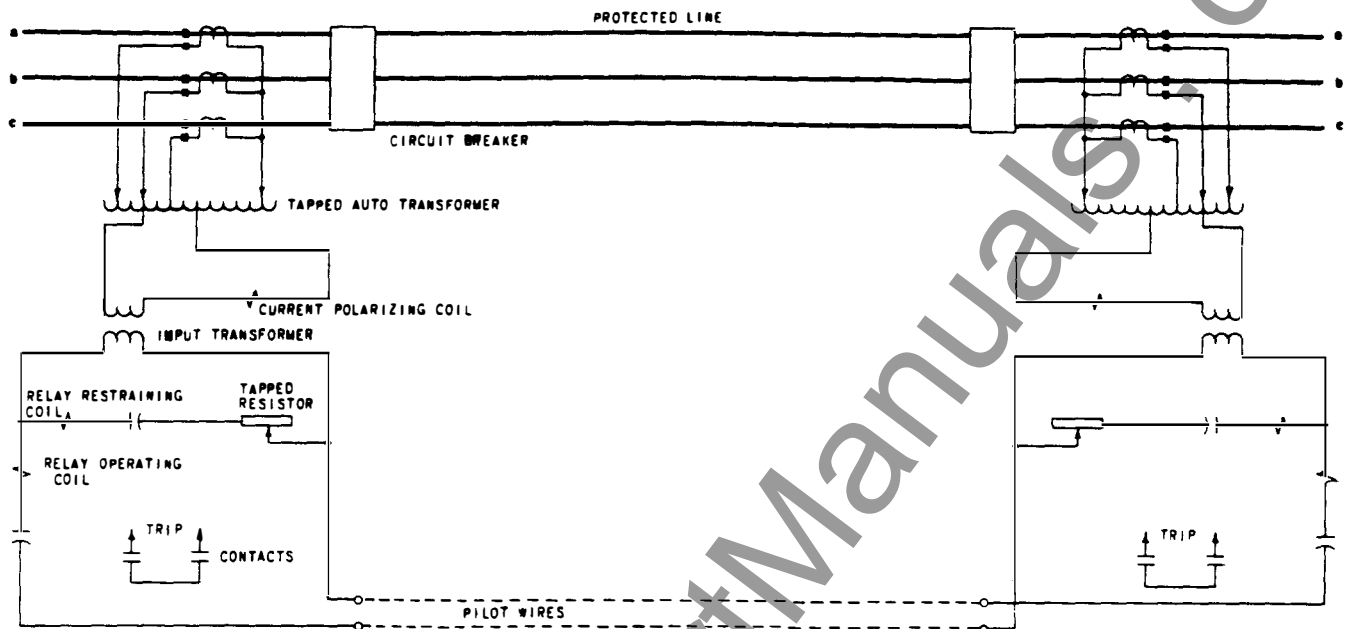 PROTECTED LINE
a
a
b
b
c
c
CIRCUIT BREAKER
TAPPED AUTO TRANSFORMER
CURRENT POLARIZING COIL
INPUT TRANSFORMER
RELAY RESTRAINING
COIL
TAPPED
RESISTOR
RELAY OPERATING
COIL
TRIP
CONTACTS
TRIP
PILOT WIRES